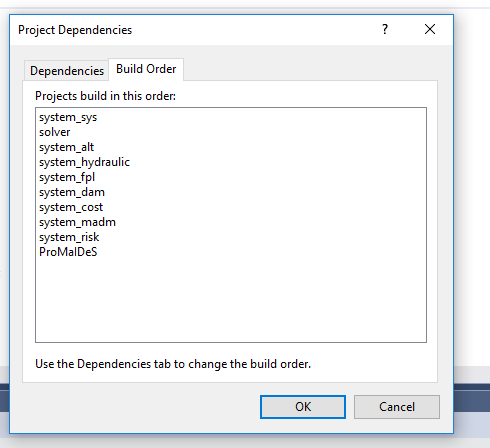 Project Dependencies
?
Dependencies
Build Order
Projects build in this order:
system_sys
solver
system_alt
system_hydraulic
system_fpl
system_dam
system_cost
system_madm
system_risk
ProMalDeS
Use the Dependencies tab to change the build order.
OK
Cancel